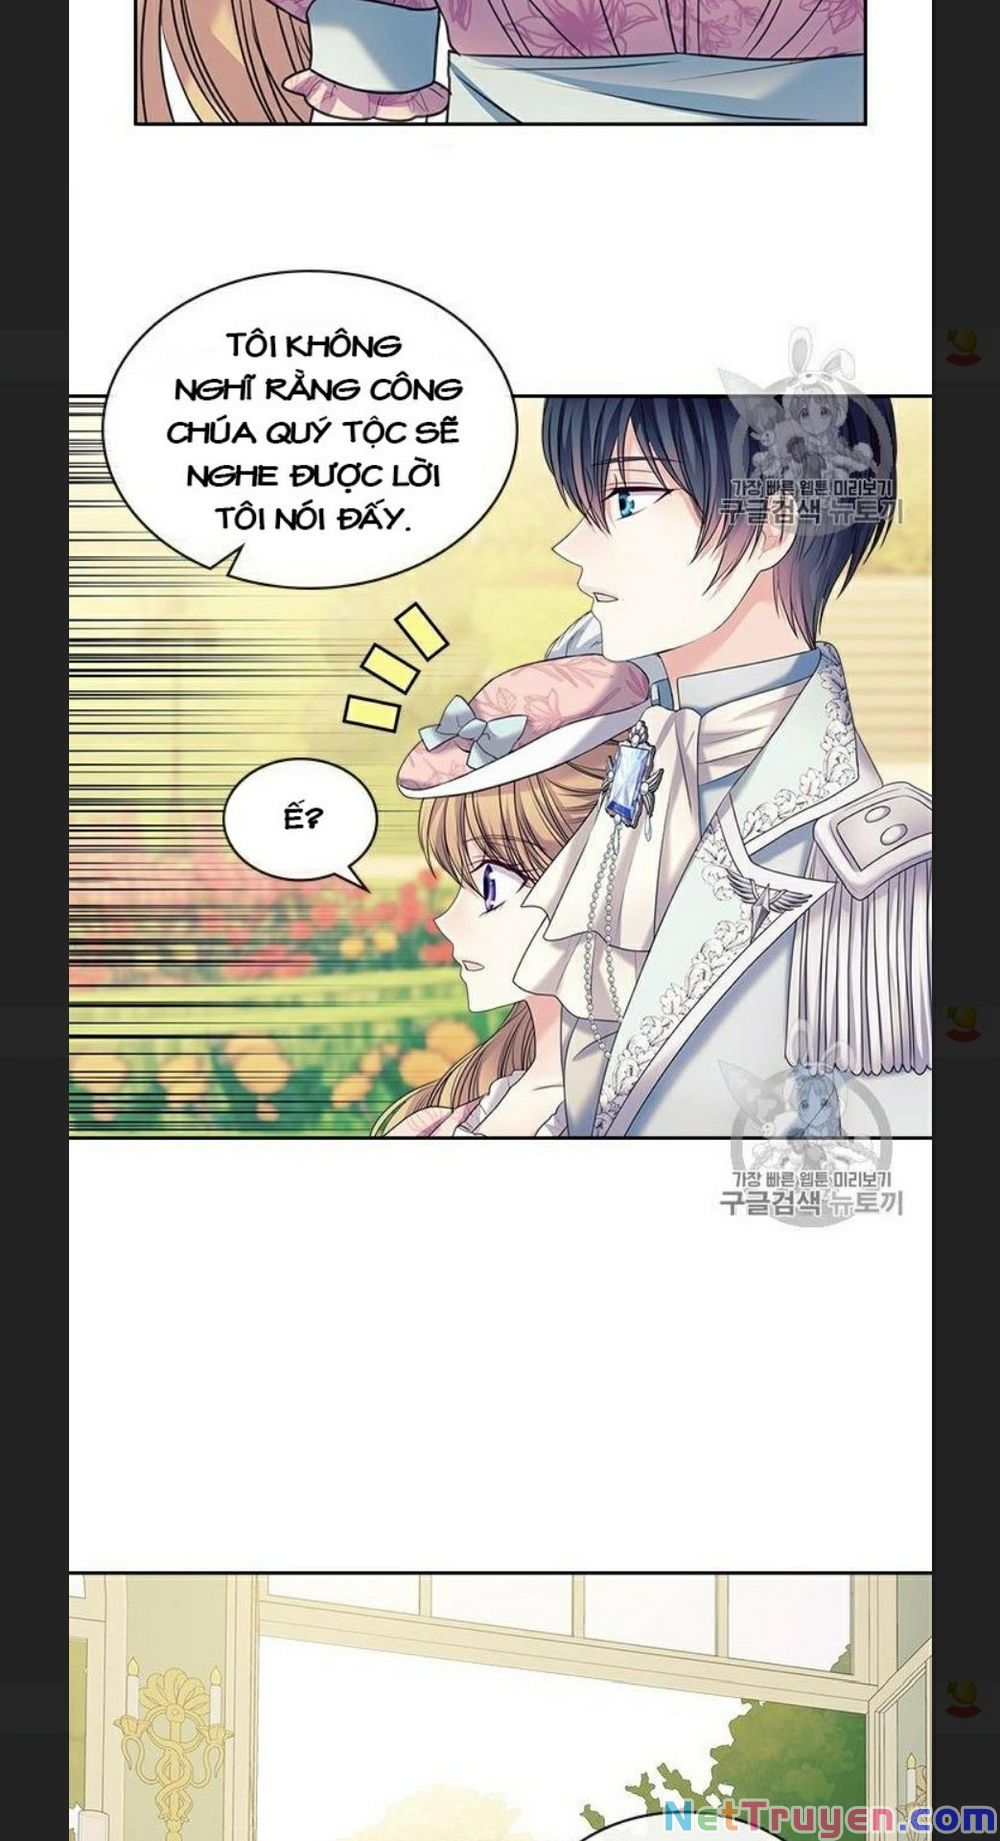 TÔI KHÔNG
NGHĨ RẰNG CÔNG
CHÚA QUÝ TỘC SẼ
NGHE ĐƯỢC LỜI
TÔI NÓI ĐẤY.
가장 빠른 웹툰 미리보기
구글검색 뉴토끼
Ế?
가장 빠른 웹툰 미리보기
구글검색 뉴토끼
NetTruyen.com